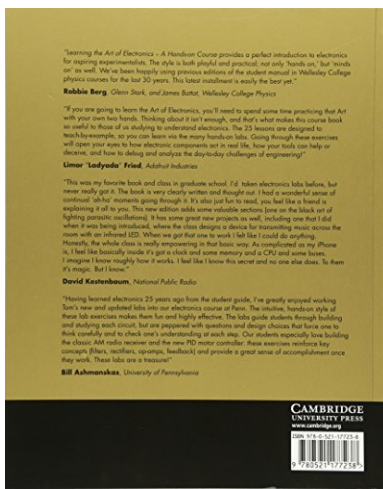 "Learning the Art of Electronics – A Hands-on Course provides a perfect introduction to electronics
for aspiring experimentalists. The style is both playful and practical: not only 'hands on,' but 'minds
on' as well. We've been happily using previous editions of the student manual in Wellesley College
physics courses for the last 30 years. This latest installment is easily the best yet."
Robbie Berg, Glenn Stark, and James Battat, Wellesley College Physics
"If you are going to learn the Art of Electronics, you'll need to spend some time practicing that Art
with your own two hands. Thinking about it isn't enough, and that's what makes this course book
so useful to those of us studying to understand electronics. The 25 lessons are designed to
teach-by-example, so you can learn via the many hand-on labs. Going through these exercises
will open your eyes to how electronic components act in real life, how your tools can help or
deceive, and how to debug and analyze the day-to-day challenges of engineering!"
Limor "Ladyada" Fried, Adafruit Industries
"This was my favorite book and class in graduate school. I'd taken electronics labs before, but
never really got it. The book is very clearly written and thought out. I had a wonderful sense of
continual 'ah-ha' moments going through it. It's also just fun to read, you feel like a friend is
explaining it all to you. This new edition adds some valuable sections (one on the black art of
fighting parasitic oscillations). It has some great new projects as well, including one that I did
when it was being introduced, where the class designs a device for transmitting music across the
room with an infrared LED. When we got that one to work I felt like I could do anything.
Honestly, the whole class is really empowering in that basic way. As complicated as my iPhone
is, I feel like basically inside it's got a clock and some memory and a CPU and some buses.
I imagine I know roughly how it works. I feel like I know this secret and no one else does. To them
it's magic. But I know."
David Kestenbaum, National Public Radio
"Having learned electronics 25 years ago from the student guide, I've greatly enjoyed working
Tom's new and updated labs into our electronics course at Penn. The intuitive, hands-on style of
these lab exercises makes them fun and highly effective. The labs guide students through building
and studying each circuit, but are peppered with questions and design choices that force one to
think carefully and to check one's understanding at each step. Our students especially love building
the classic AM radio receiver and the new PID motor controller: these exercises reinforce key
concepts (filters, rectifiers, op-amps, feedback) and provide a great sense of accomplishment once
they work. These labs are a treasure!"
Bill Ashmanskas, University of Pennsylvania
CAMBRIDGE
UNIVERSITY PRESS
www.cambridge.org
ISBN 978-0-521-17723-8
9 780521 177238 >